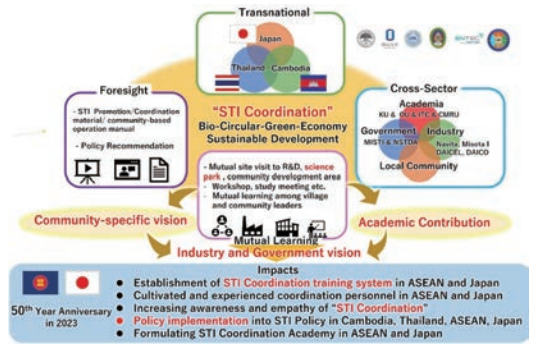 Transnational
Japan
Thailand
Cambodia
Foresight
- STI Promotion/Coordination
material/ community-based
operation manual
- Policy Recommendation
"STI Coordination"
Bio-Circular-Green-Economy
Sustainable Development
Cross-Sector
Academia
KU & OU & ITC & CMRU
Government
Industry
MISTI & NSTDA
Navita,
DAICEL, DAICO
Local Community
- Mutual site visit to R&D, science
park , community development area
- Workshop, study meeting etc.
- Mutual learning among village
and community leaders
Mutual Learning
Community-specific vision
Academic Contribution
Industry and Government vision
50th Year Anniversary
in 2023
Impacts
● Establishment of STI Coordination training system in ASEAN and Japan
● Cultivated and experienced coordination personnel in ASEAN and Japan
● Increasing awareness and empathy of "STI Coordination"
● Policy implementation into STI Policy in Cambodia, Thailand, ASEAN, Japan
● Formulating STI Coordination Academy in ASEAN and Japan